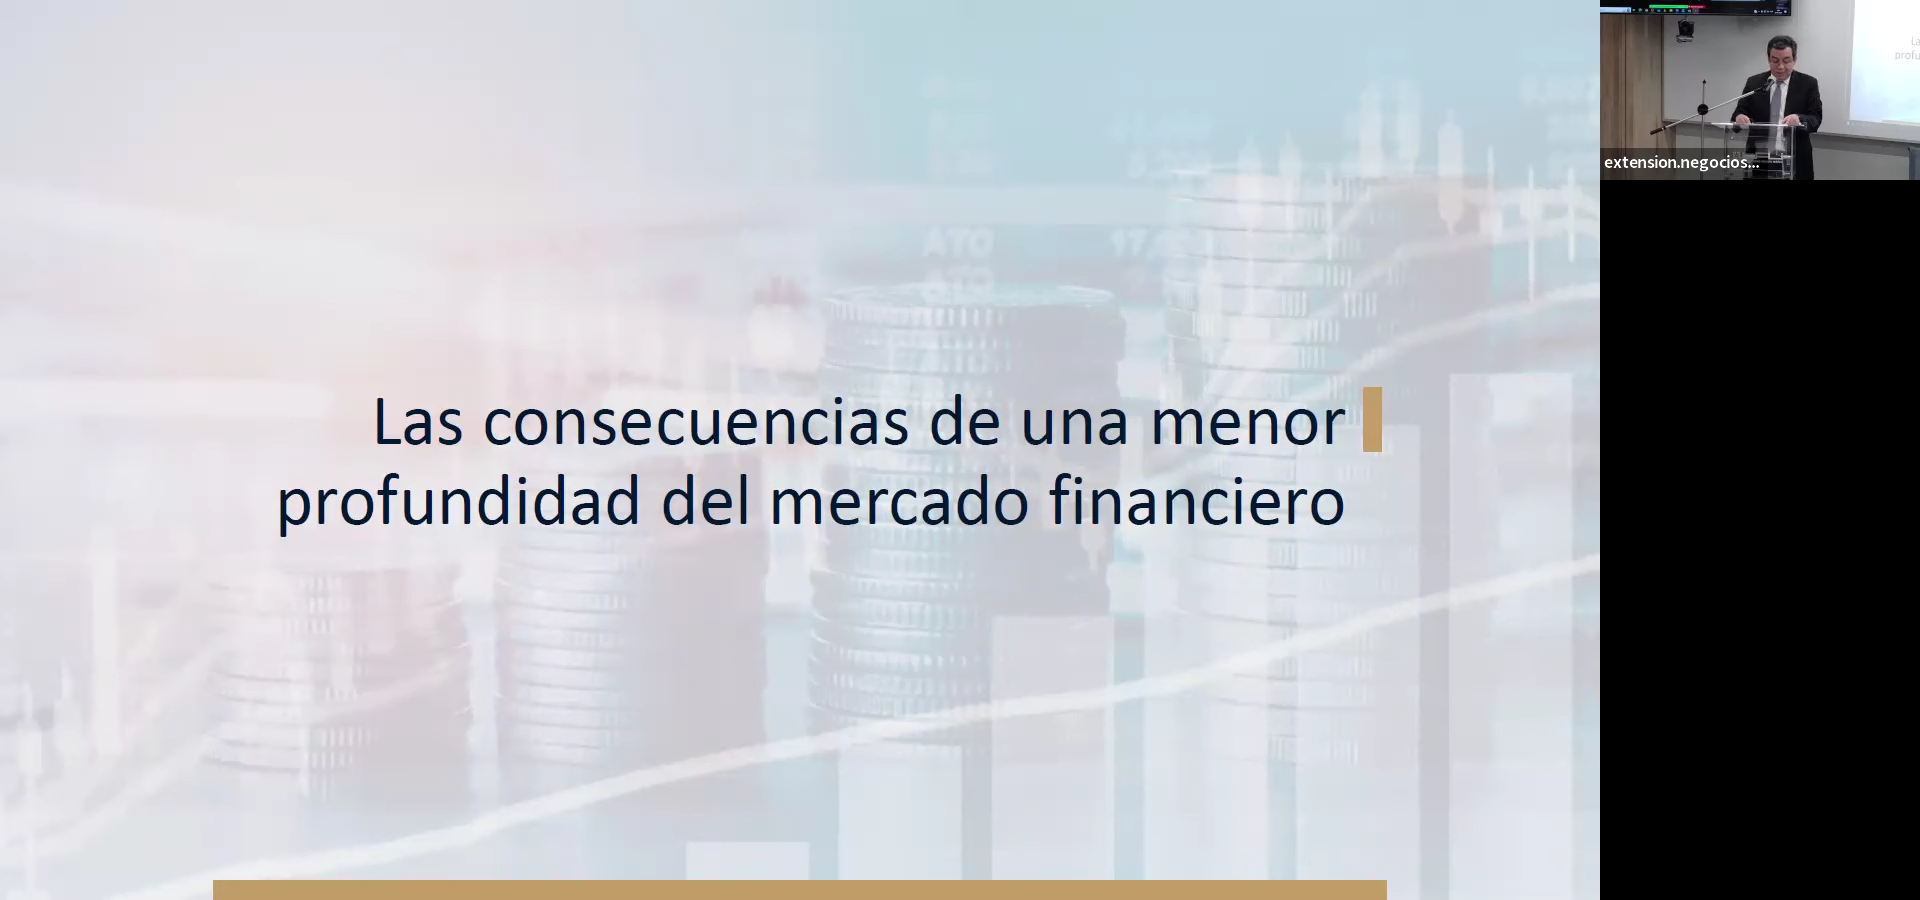 Las consecuencias de una menor
profundidad del mercado financiero
extension.negocios...